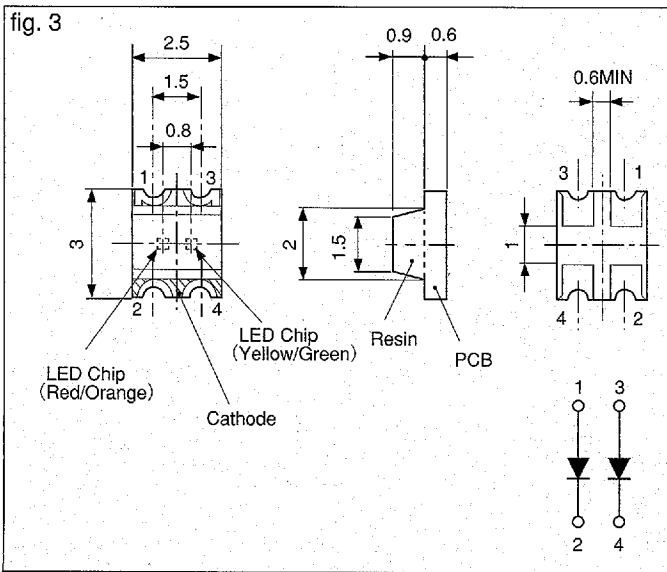 fig. 3
2.5
1.5
0.8
1
3
3
2
4
LED Chip
(Yellow/Green)
LED Chip
(Red/Orange)
Cathode
0.9
0.6
2
1.5
Resin
PCB
0.6MIN
3
1
1
4
2
1
3
2
4